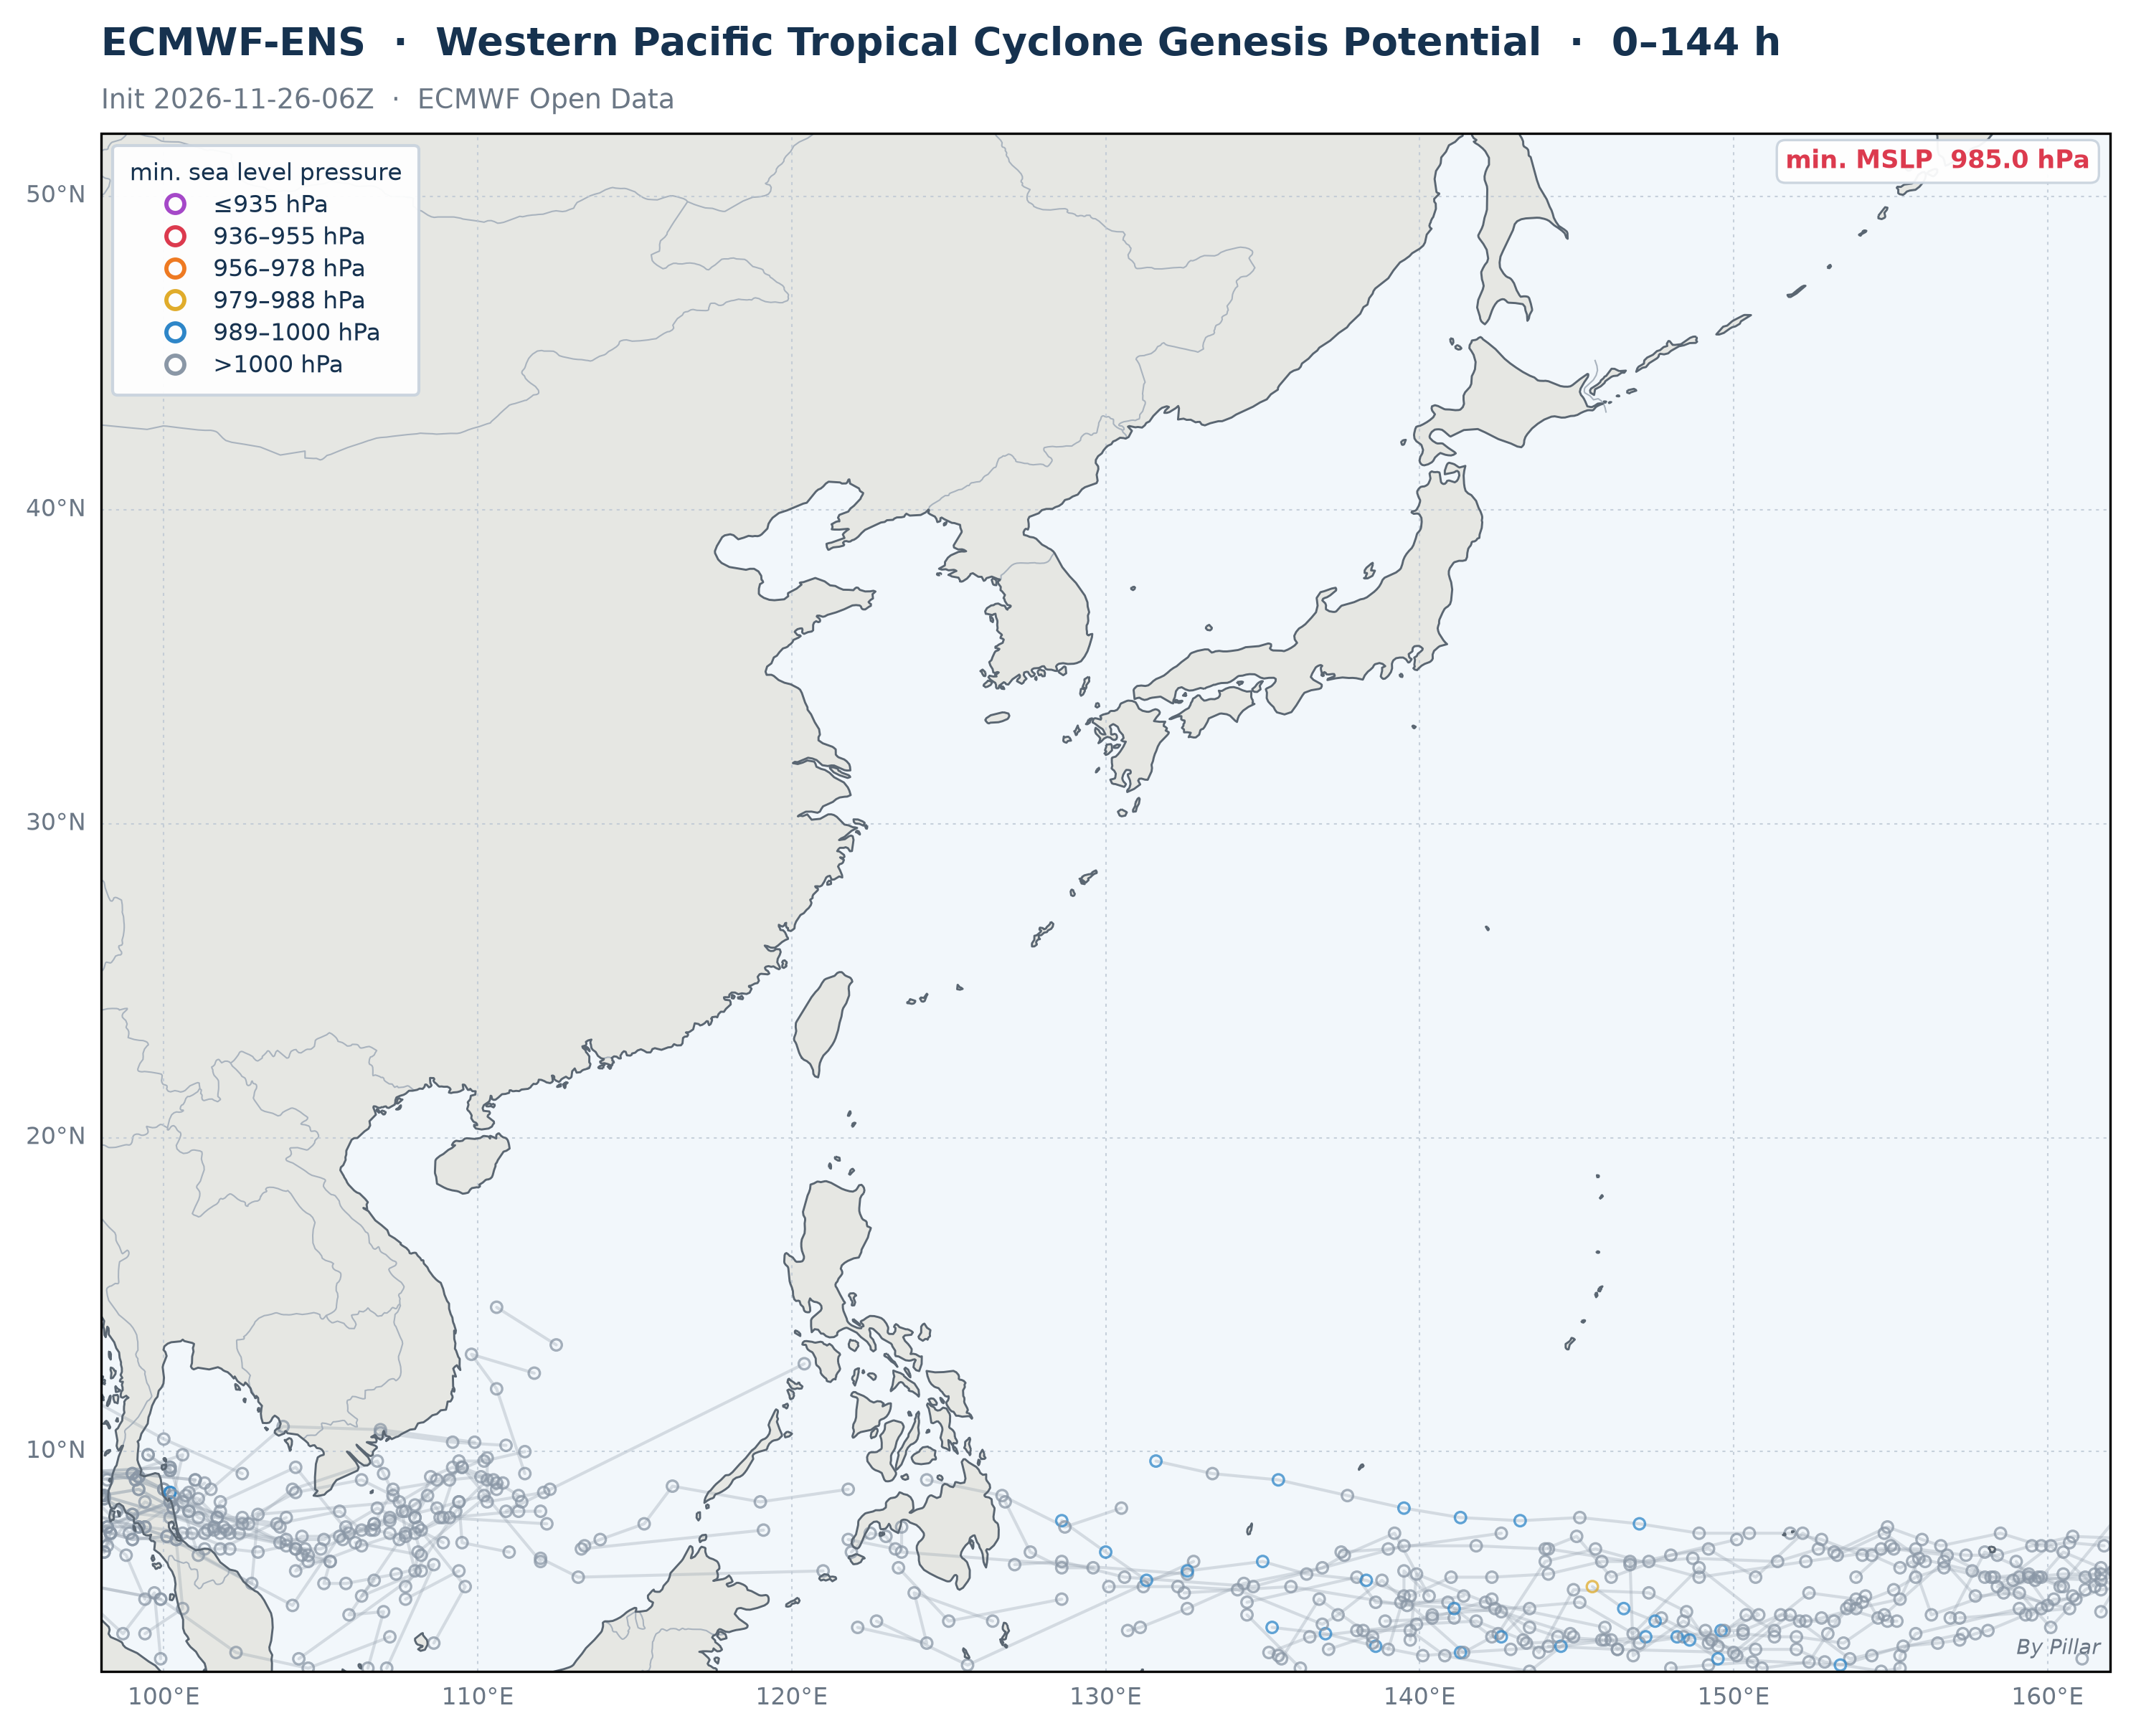 ECMWF-ENS · Western Pacific Tropical Cyclone Genesis Potential · 0–144 h
Init 2026-11-26-06Z · ECMWF Open Data
min. sea level pressure
≤935 hPa
936–955 hPa
956–978 hPa
979–988 hPa
989–1000 hPa
>1000 hPa
min. MSLP 985.0 hPa
50°N
40°N
30°N
20°N
10°N
By Pillar
100°E
110°E
120°E
130°E
140°E
150°E
160°E